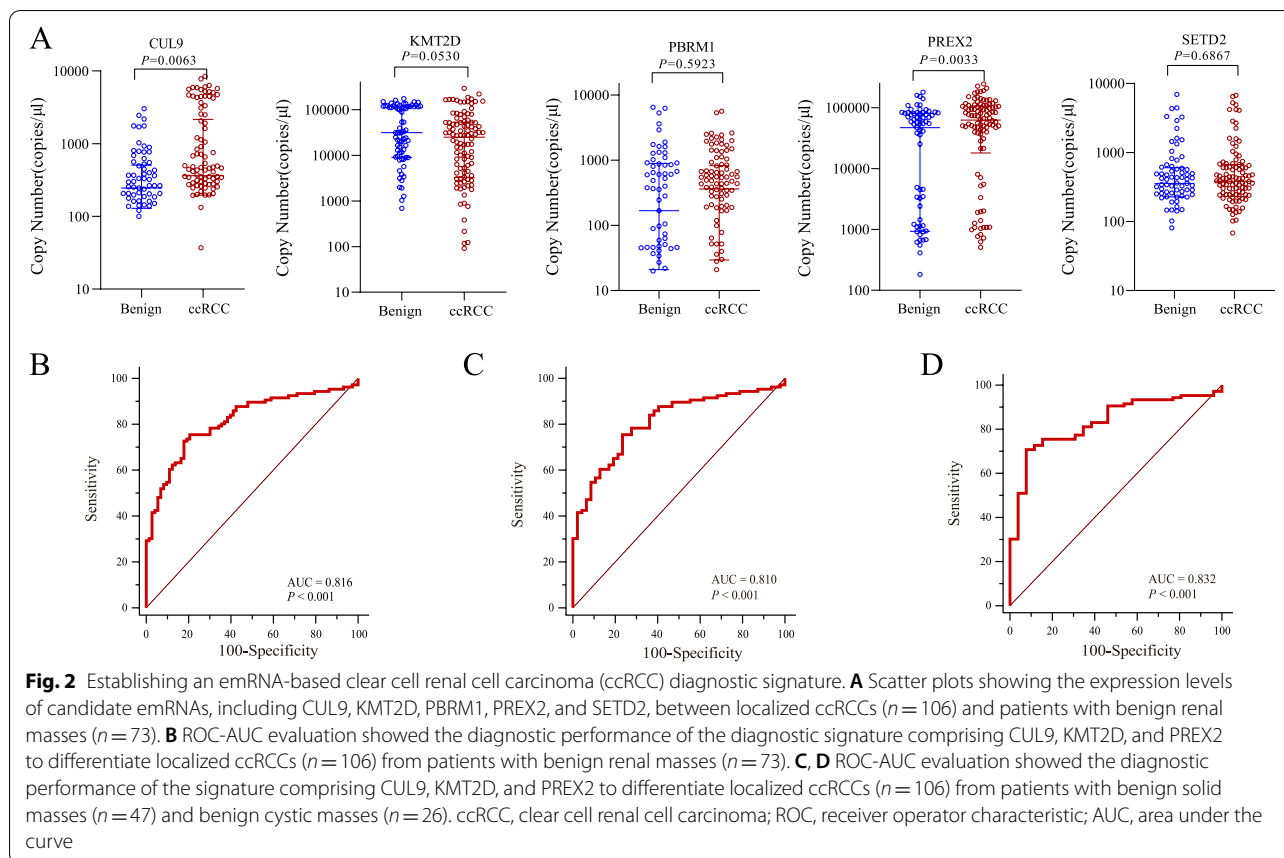 A
CUL9
P=0.0063
Copy Number(copies/μl)
10000
1000
100
10
Benign
ccRCC
KMT2D
P=0.0530
Copy Number(copies/μl)
100000
10000
1000
100
10
Benign
ccRCC
PBRM1
P=0.5923
Copy Number(copies/μl)
10000
1000
100
10
Benign
ccRCC
PREX2
P=0.0033
Copy Number(copies/μl)
100000
10000
1000
100
Benign
ccRCC
SETD2
P=0.6867
Copy Number(copies/μl)
10000
1000
100
10
Benign
ccRCC
B
Sensitivity
100
80
60
40
20
0
AUC = 0.816
P < 0.001
0 20 40 60 80 100
100-Specificity
C
Sensitivity
100
80
60
40
20
0
AUC = 0.810
P < 0.001
0 20 40 60 80 100
100-Specificity
D
Sensitivity
100
80
60
40
20
0
AUC = 0.832
P < 0.001
0 20 40 60 80 100
100-Specificity
Fig. 2 Establishing an emRNA-based clear cell renal cell carcinoma (ccRCC) diagnostic signature. A Scatter plots showing the expression levels
of candidate emRNAs, including CUL9, KMT2D, PBRM1, PREX2, and SETD2, between localized ccRCCs (n = 106) and patients with benign renal
masses (n = 73). B ROC-AUC evaluation showed the diagnostic performance of the diagnostic signature comprising CUL9, KMT2D, and PREX2
to differentiate localized ccRCCs (n = 106) from patients with benign renal masses (n = 73). C, D ROC-AUC evaluation showed the diagnostic
performance of the signature comprising CUL9, KMT2D, and PREX2 to differentiate localized ccRCCs (n = 106) from patients with benign solid
masses (n = 47) and benign cystic masses (n = 26). ccRCC, clear cell renal cell carcinoma; ROC, receiver operator characteristic; AUC, area under the
curve